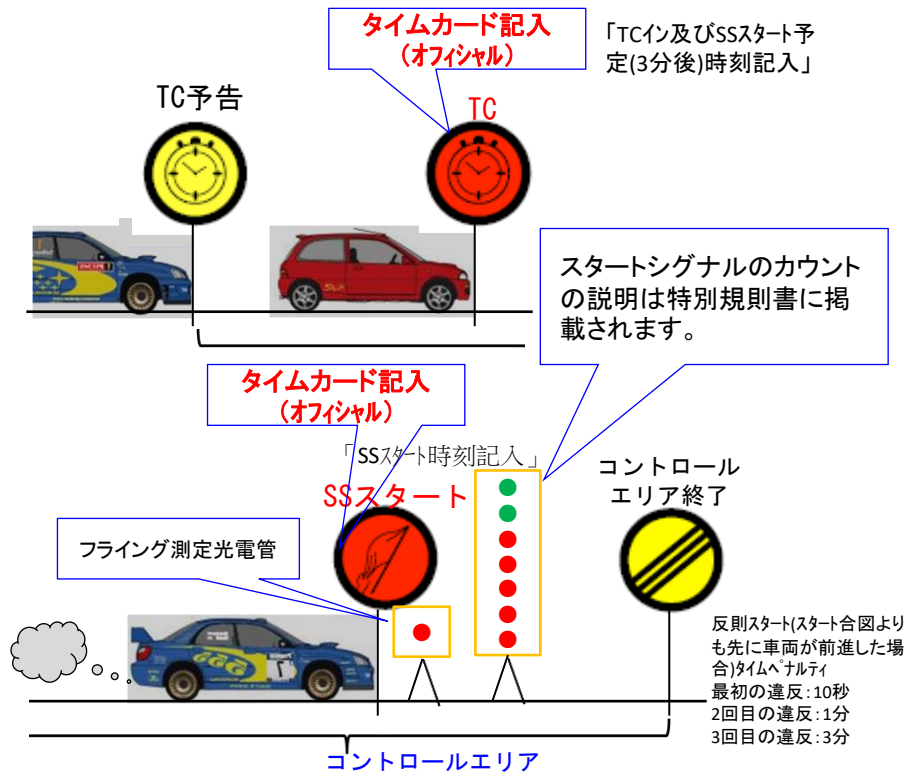 タイムカード記入
(オフィシャル)
「TCイン及びSSスタート予
定(3分後)時刻記入」
TC予告
TC
スタートシグナルのカウント
の説明は特別規則書に掲
載されます。
タイムカード記入
(オフィシャル)
「SSスタート時刻記入」
SSスタート
コントロール
エリア終了
フライング測定光電管
反則スタート(スタート合図より
も先に車両が前進した場
合)タイムペナルティ
最初の違反:10秒
2回目の違反:1分
3回目の違反:3分
コントロールエリア